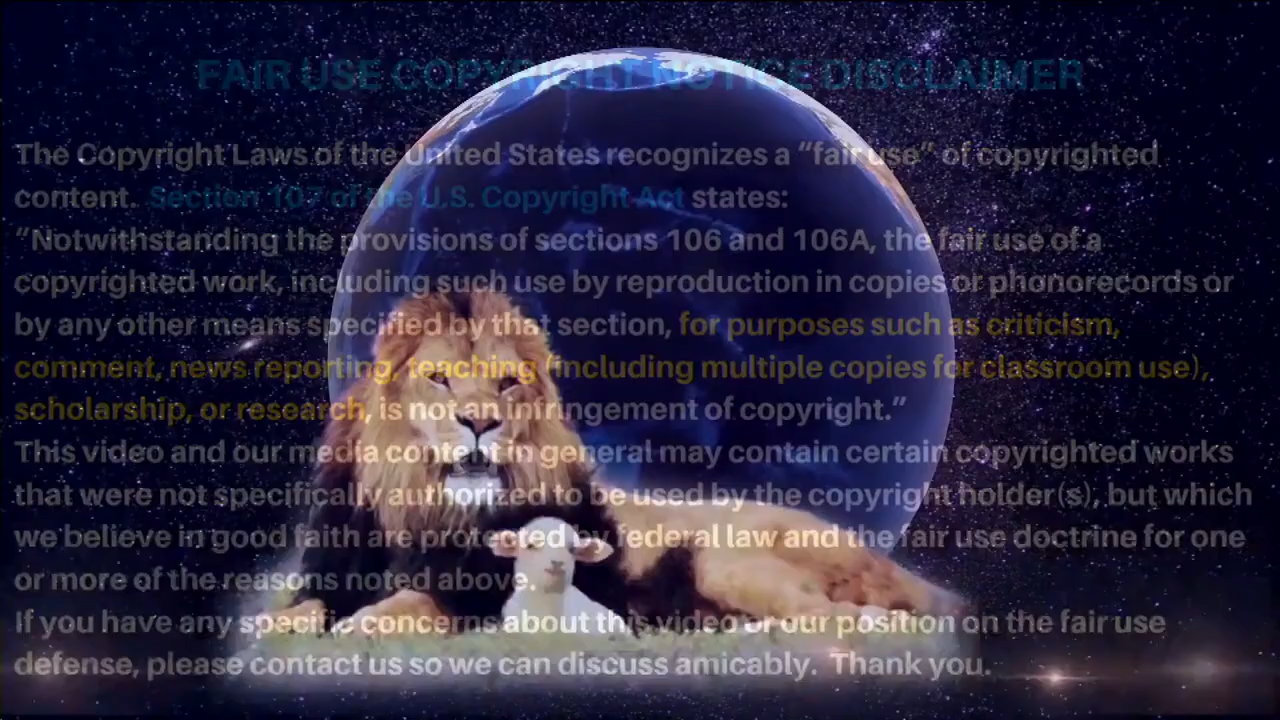 FAIR USE COPYRIGHT NOTICE DISCLAIMER
The Copyright Laws of the United States recognizes a “fair use” of copyrighted
content. Section 107 of the U.S. Copyright Act states:
“Notwithstanding the provisions of sections 106 and 106A, the fair use of a
copyrighted work, including such use by reproduction in copies or phonorecords or
by any other means specified by that section, for purposes such as criticism,
comment, news reporting, teaching (including multiple copies for classroom use),
scholarship, or research, is not an infringement of copyright.”
This video and our media content in general may contain certain copyrighted works
that were not specifically authorized to be used by the copyright holder(s), but which
we believe in good faith are protected by federal law and the fair use doctrine for one
or more of the reasons noted above.
If you have any specific concerns about this video or our position on the fair use
defense, please contact us so we can discuss amicably. Thank you.